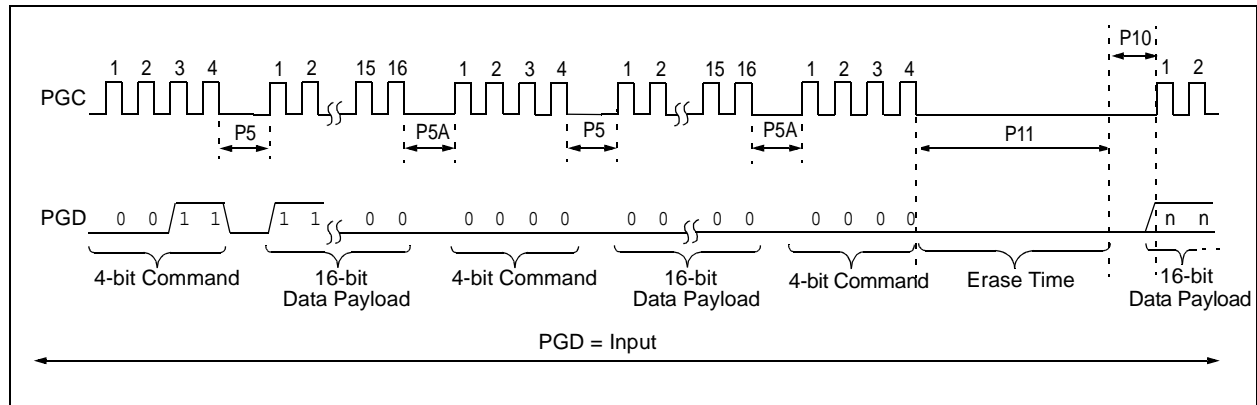 P10
1 2 3 4 1 2 15 16 1 2 3 4 1 2 15 16 1 2 3 4 1 2
PGC
P5 P5A P5 P5A P11
PGD 0 0 1 1 1 1 0 0 0 0 0 0 0 0 0 0 0 0 0 0 n n
4-bit Command 16-bit Data Payload 4-bit Command 16-bit Data Payload 4-bit Command Erase Time 16-bit Data Payload
PGD = Input